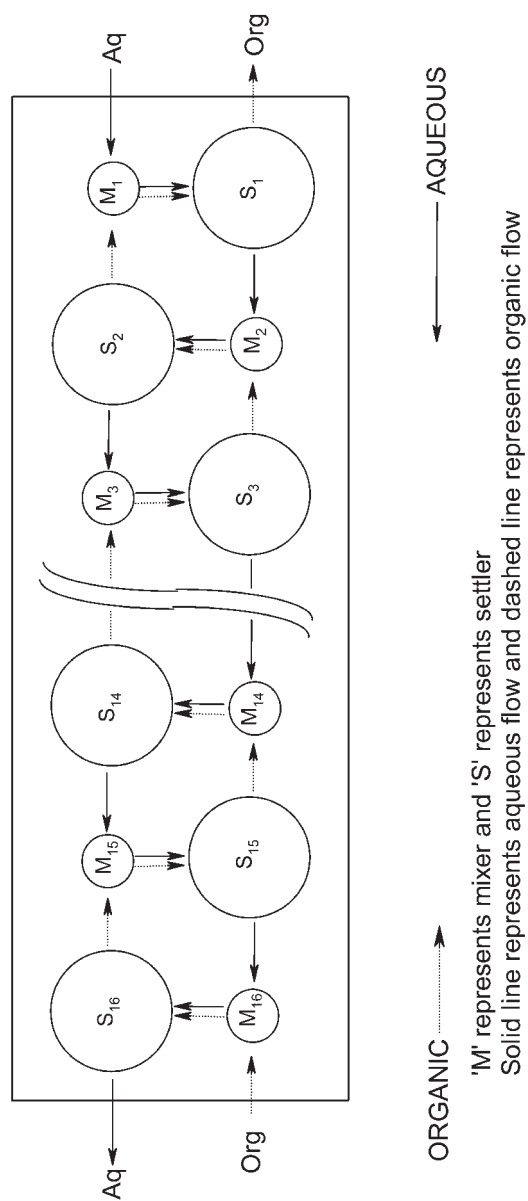 Aq
S16
M15
S14
M3
S2
M1
Aq
Org
M16
S15
M14
S3
M2
S1
Org
ORGANIC
AQUEOUS
'M' represents mixer and 'S' represents settler
Solid line represents aqueous flow and dashed line represents organic flow